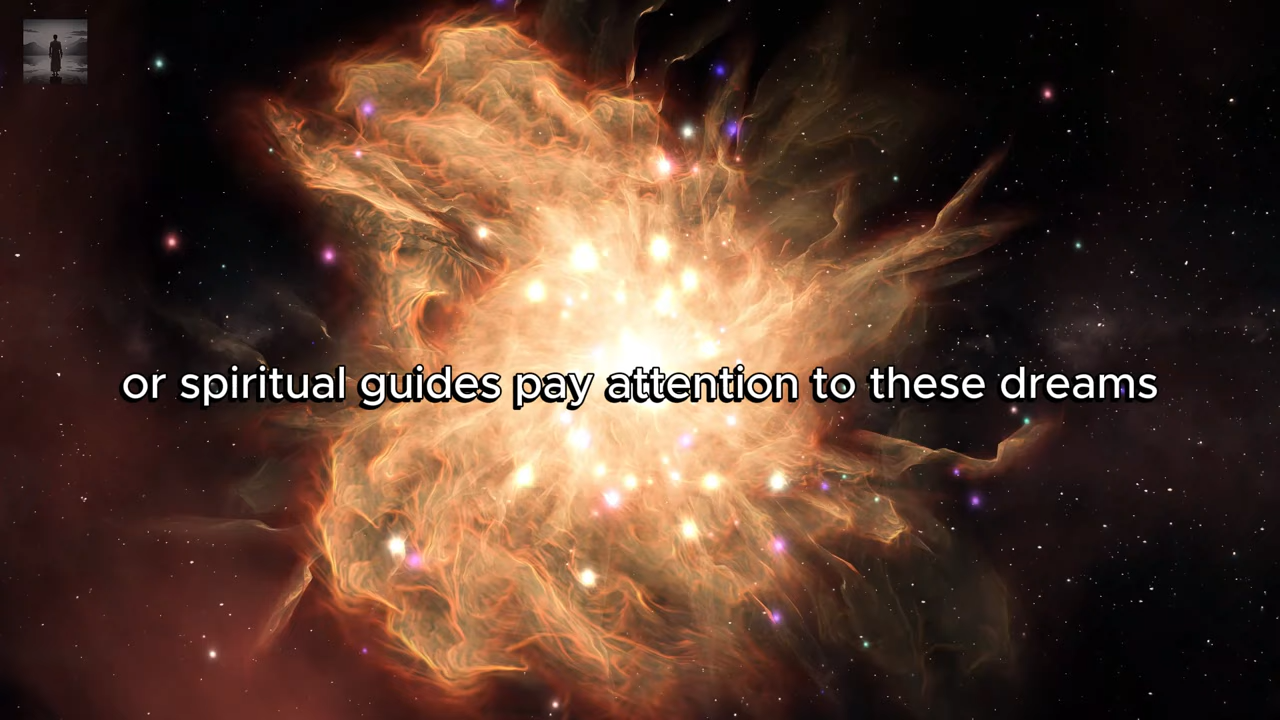 or spiritual guides pay attention to these dreams